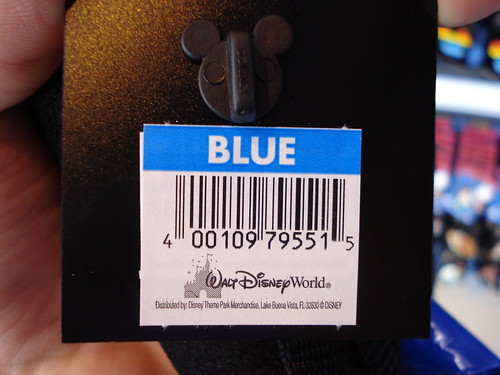 BLUE
4 00109 79551 5
Walt Disney World®
Distributed by: Disney Theme Park Merchandise, Lake Buena Vista, FL 32830 © DISNEY